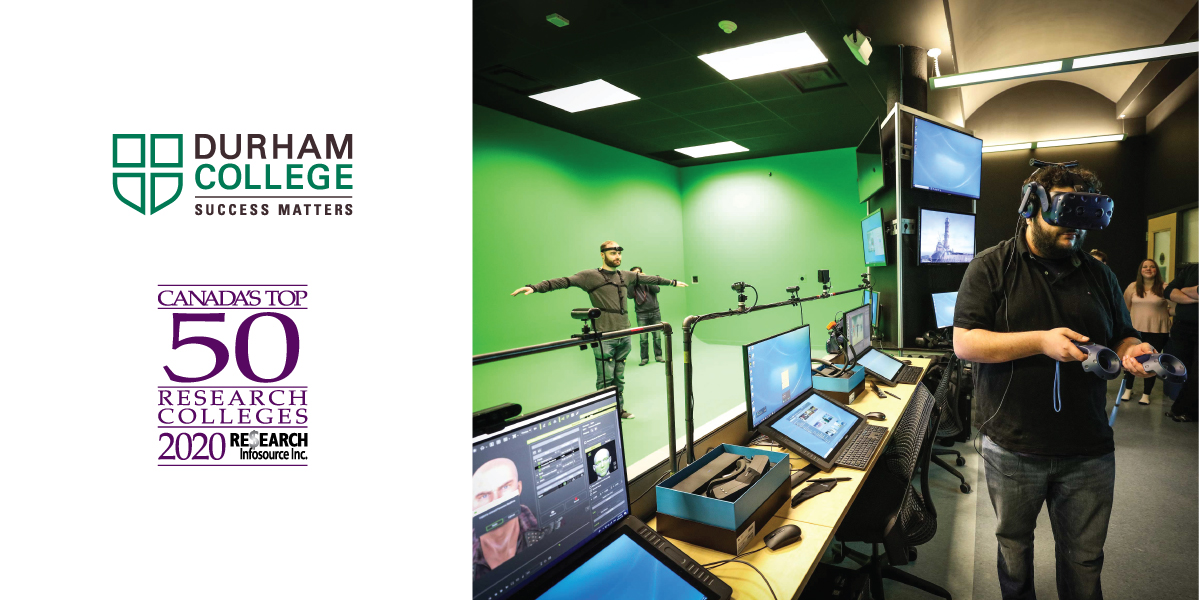 DURHAM
COLLEGE
SUCCESS MATTERS
CANADA'S TOP
50
RESEARCH
COLLEGES
2020 RESEARCH
Infosource Inc.